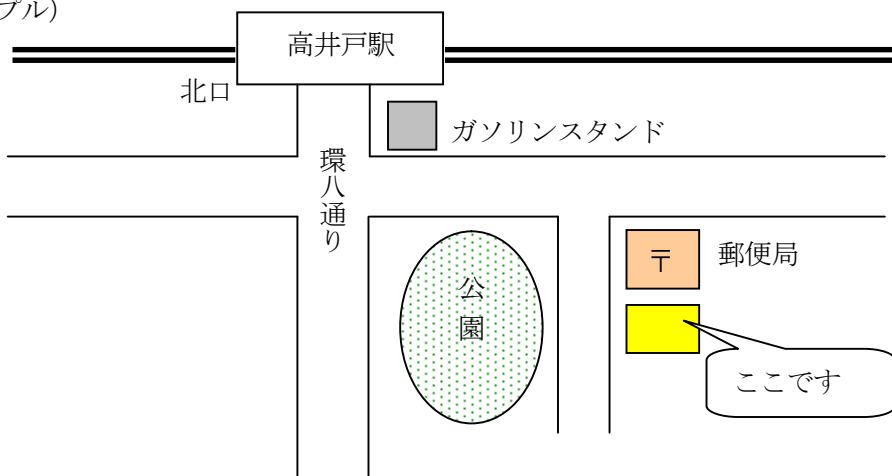 プル)
高井戸駅
北口
ガソリンスタンド
環八通り
〒
郵便局
公園
ここです